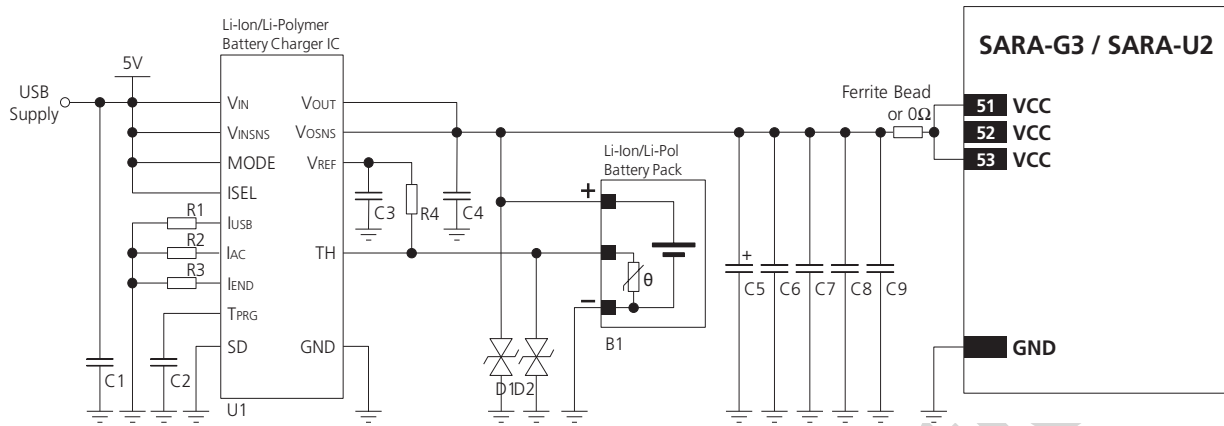 Li-Ion/Li-Polymer
Battery Charger IC
5V
USB
Supply
VIN
VINSNS
MODE
ISEL
IUSB
IAC
IEND
TPRG
SD
VOUT
VOSNS
VREF
TH
GND
R1
R2
R3
C1
C2
U1
C3
R4
C4
D1
D2
Li-Ion/Li-Pol
Battery Pack
+
θ
−
B1
+
C5
C6
C7
C8
C9
Ferrite Bead
or 0Ω
SARA-G3 / SARA-U2
51 VCC
52 VCC
53 VCC
GND